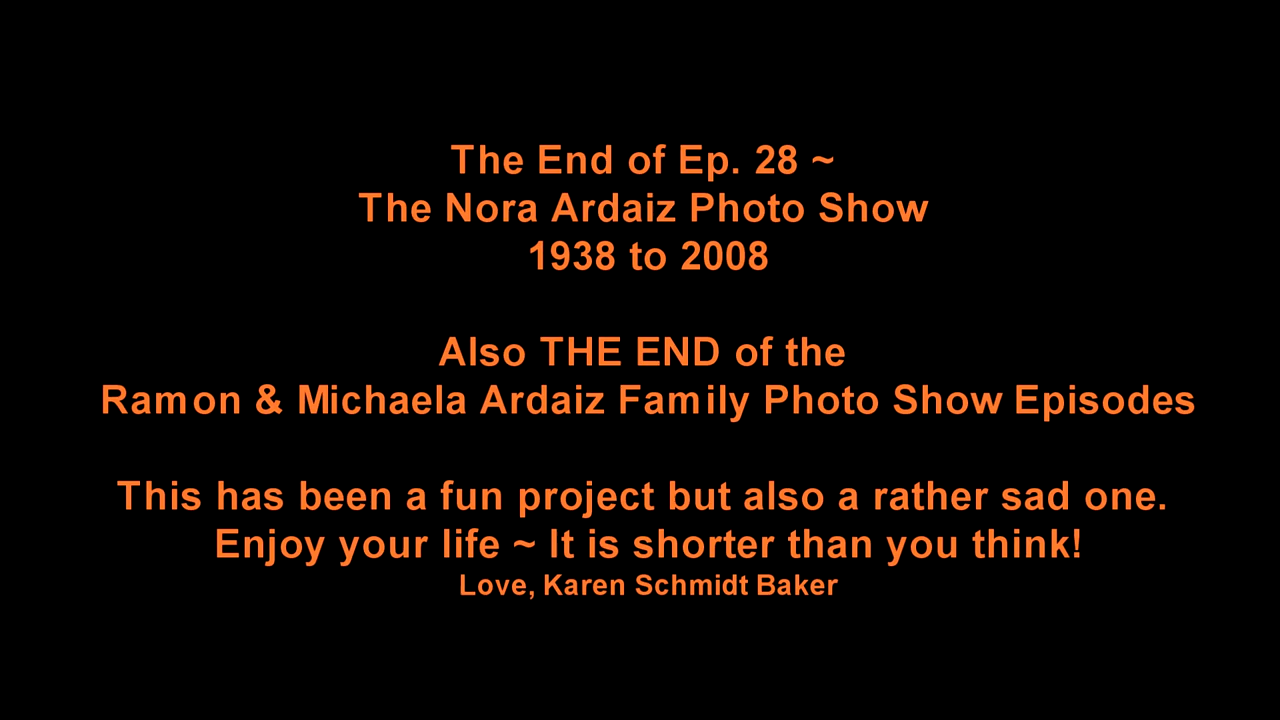 The End of Ep. 28 ~
The Nora Ardaiz Photo Show
1938 to 2008
Also THE END of the
Ramon & Michaela Ardaiz Family Photo Show Episodes
This has been a fun project but also a rather sad one.
Enjoy your life ~ It is shorter than you think!
Love, Karen Schmidt Baker